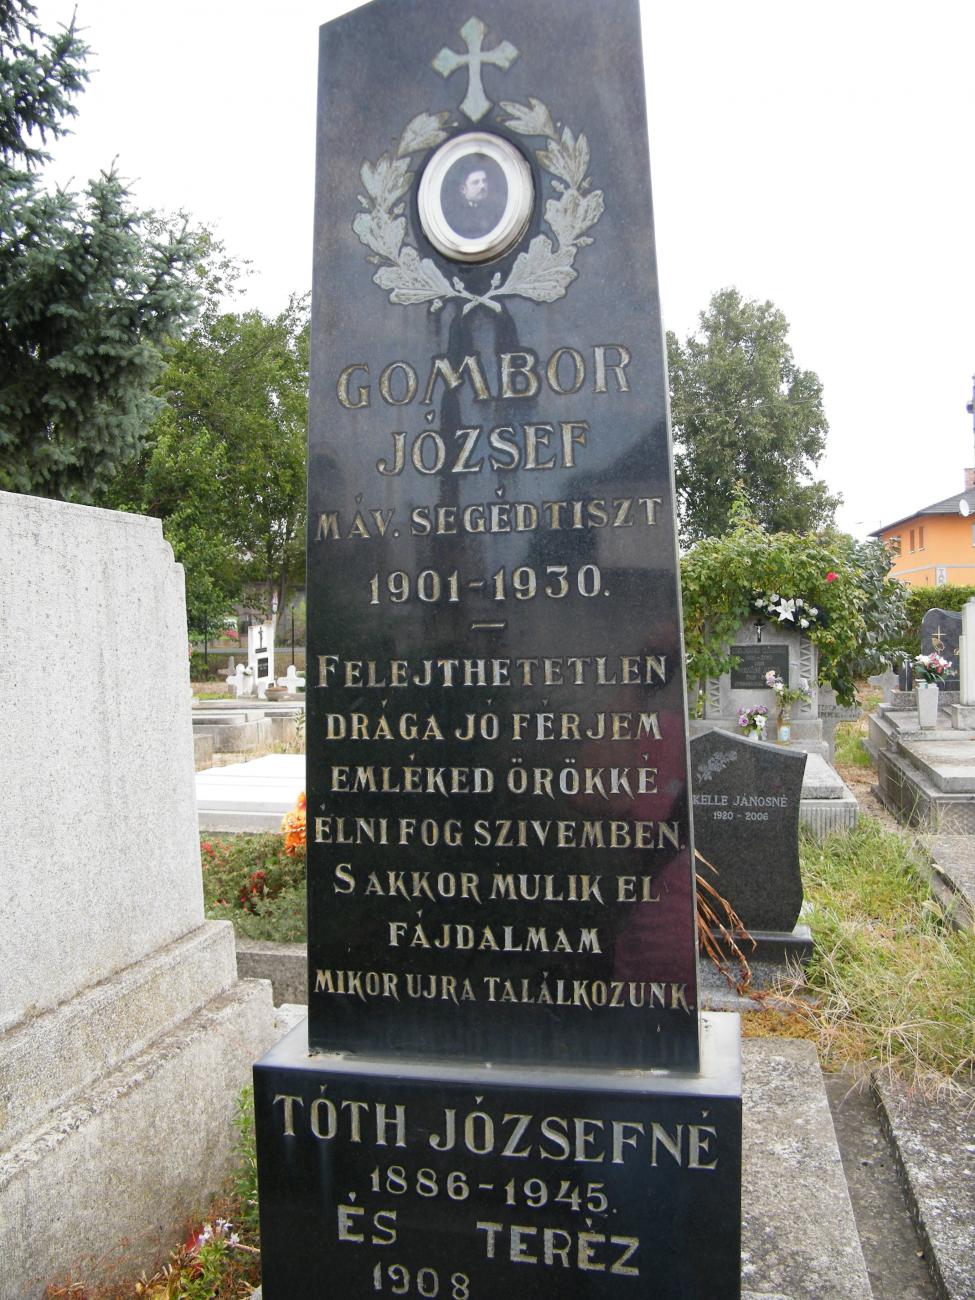 GOMBOR
JÓZSEF
MÁV. SEGÉDTISZT
1901-1930.
FELEJTHETETLEN
DRÁGA JÓ FÉRJEM
EMLÉKED ÖRÖKKÉ
ÉLNI FOG SZIVEMBEN.
S AKKOR MULIK EL
FÁJDALMAM
MIKOR UJRA TALÁLKOZUNK.
TÓTH JÓZSEFNÉ
1886-1945.
ÉS TERÉZ
1908
KELLE JÁNOSNÉ
1920-2006